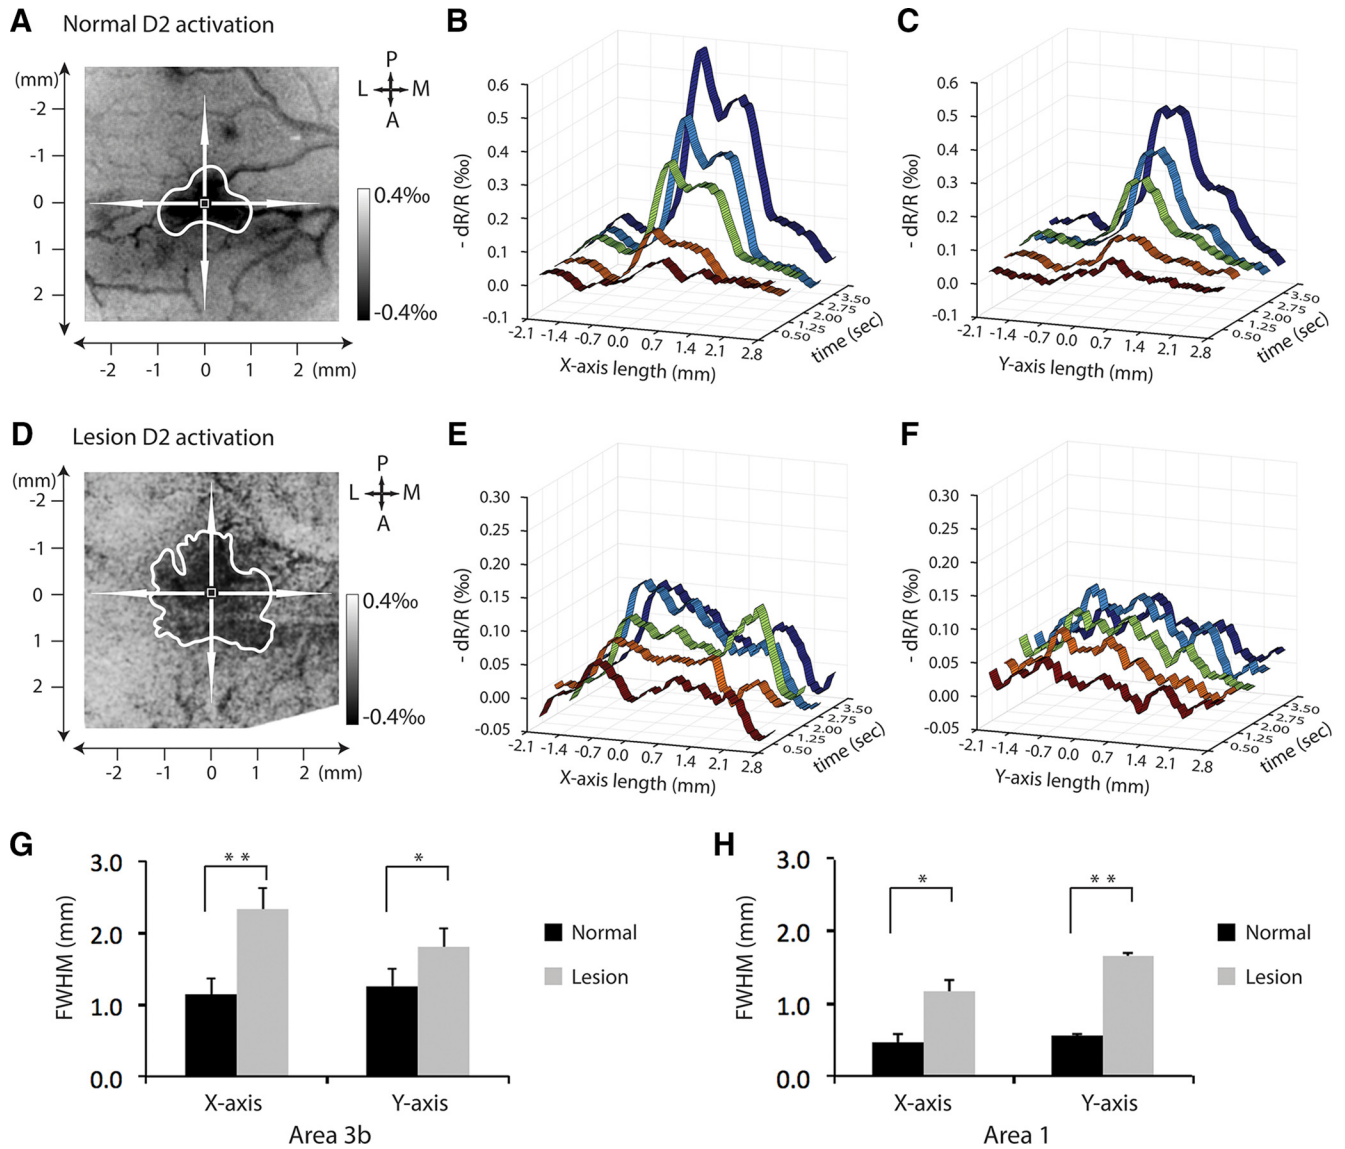 A Normal D2 activation
(mm)
-2
-1
0
1
2
-2 -1 0 1 2 (mm)
P
L M
A
0.4‰
-0.4‰
B
0.6
0.5
0.4
0.3
0.2
0.1
0.0
-0.1
- dR/R (‰)
-2.1 -1.4 -0.7 0.0 0.7 1.4 2.1 2.8
X-axis length (mm)
0.50 1.25 2.00 2.75 3.50
time (sec)
C
0.6
0.5
0.4
0.3
0.2
0.1
0.0
-0.1
- dR/R (‰)
-2.1 -1.4 -0.7 0.0 0.7 1.4 2.1 2.8
Y-axis length (mm)
0.50 1.25 2.00 2.75 3.50
time (sec)
D Lesion D2 activation
(mm)
-2
-1
0
1
2
-2 -1 0 1 2 (mm)
P
L M
A
0.4‰
-0.4‰
E
0.30
0.25
0.20
0.15
0.10
0.05
0.00
-0.05
- dR/R (‰)
-2.1 -1.4 -0.7 0.0 0.7 1.4 2.1 2.8
X-axis length (mm)
0.50 1.25 2.00 2.75 3.50
time (sec)
F
0.30
0.25
0.20
0.15
0.10
0.05
0.00
-0.05
- dR/R (‰)
-2.1 -1.4 -0.7 0.0 0.7 1.4 2.1 2.8
Y-axis length (mm)
0.50 1.25 2.00 2.75 3.50
time (sec)
G
3.0
2.0
1.0
0.0
FWHM (mm)
* *
*
Normal
Lesion
X-axis Y-axis
Area 3b
H
3.0
2.0
1.0
0.0
FWHM (mm)
*
* *
Normal
Lesion
X-axis Y-axis
Area 1